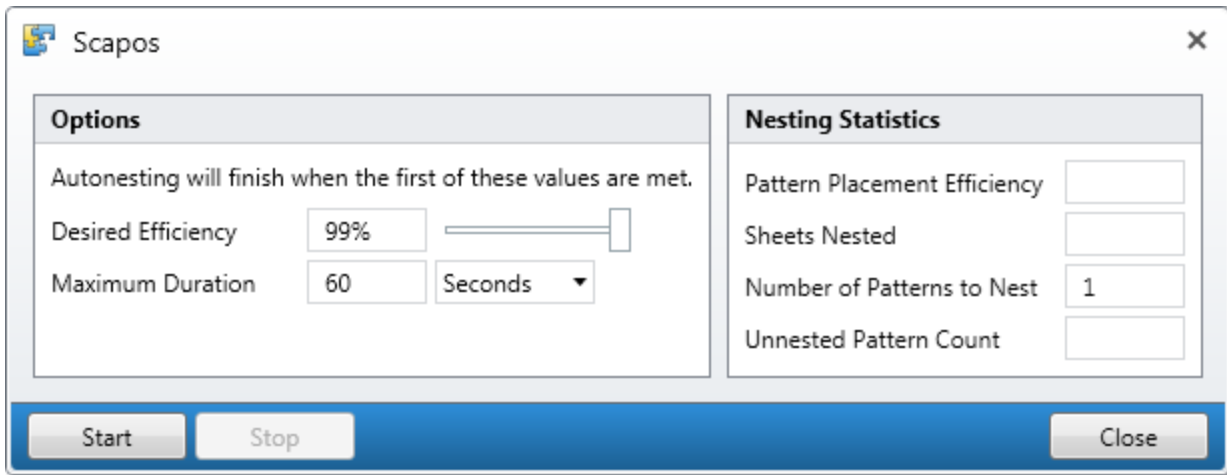 Scapos
Options
Autonesting will finish when the first of these values are met.
Desired Efficiency 99%
Maximum Duration 60 Seconds
Nesting Statistics
Pattern Placement Efficiency
Sheets Nested
Number of Patterns to Nest 1
Unnested Pattern Count
Start Stop Close